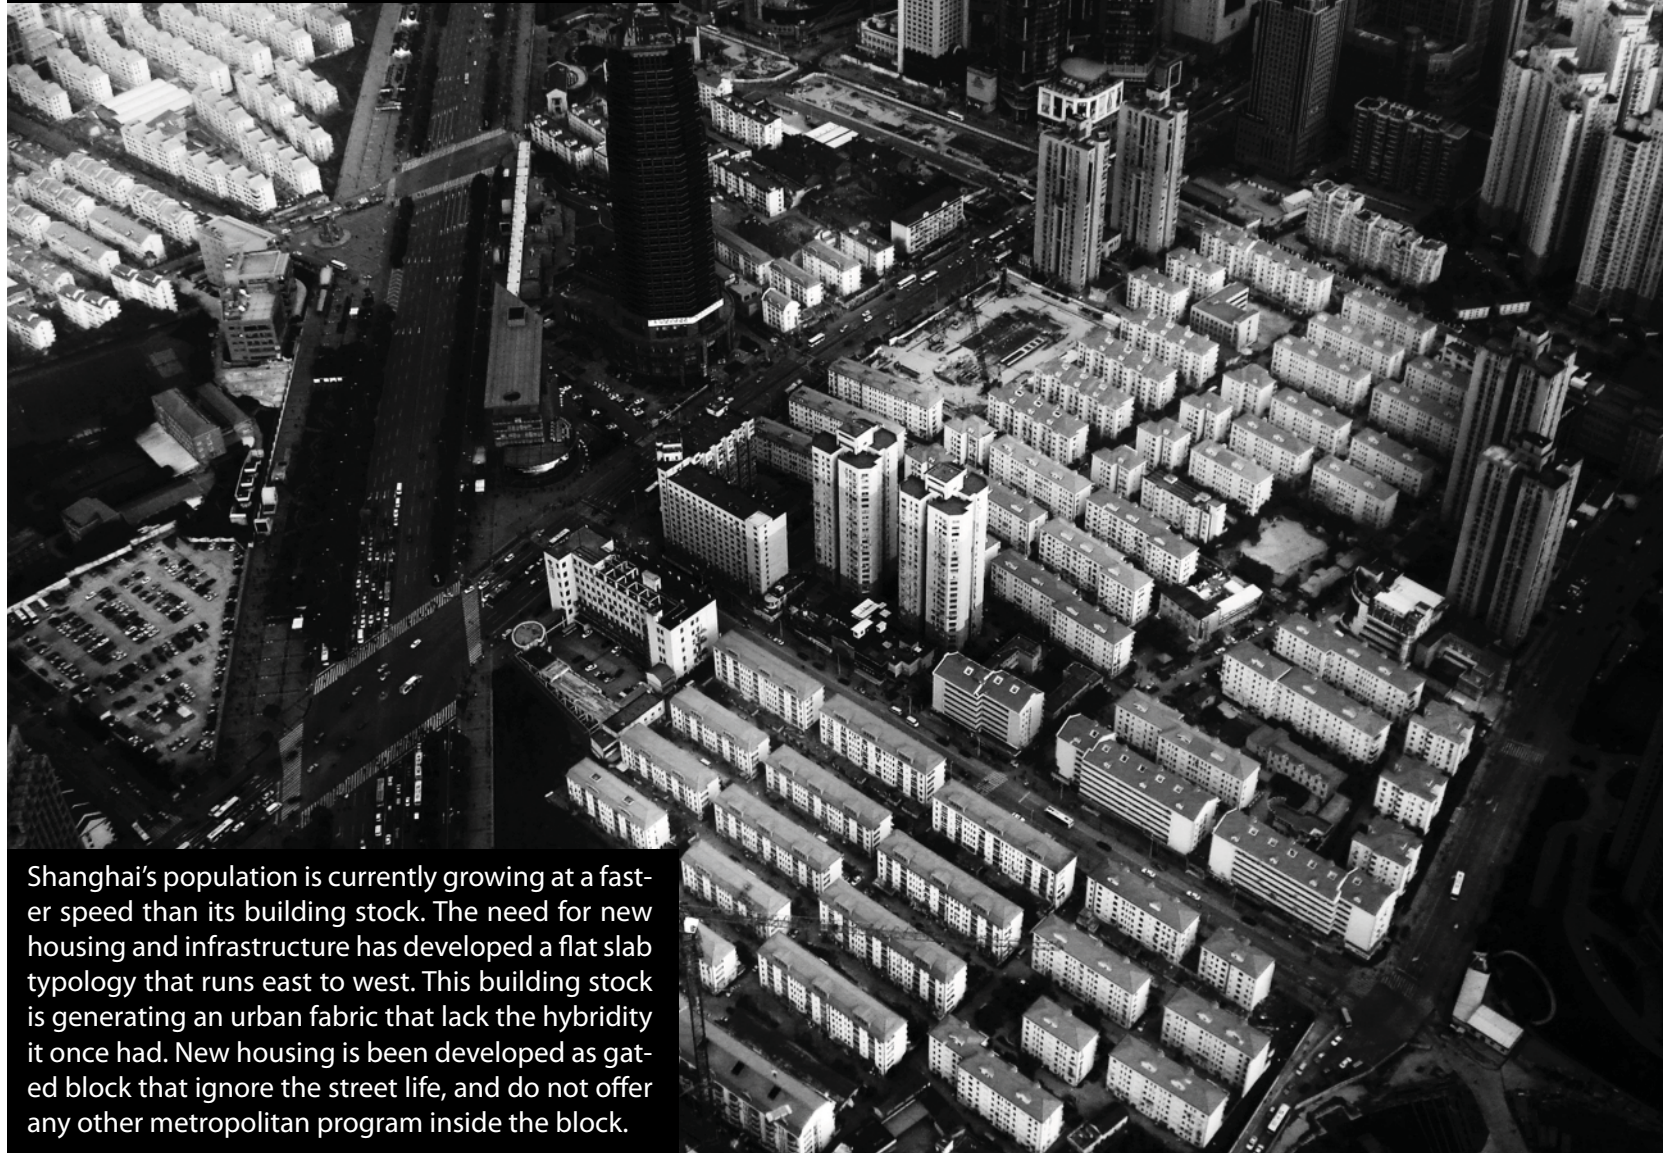 Shanghai’s population is currently growing at a fast-
er speed than its building stock. The need for new
housing and infrastructure has developed a flat slab
typology that runs east to west. This building stock
is generating an urban fabric that lack the hybridity
it once had. New housing is been developed as gat-
ed block that ignore the street life, and do not offer
any other metropolitan program inside the block.